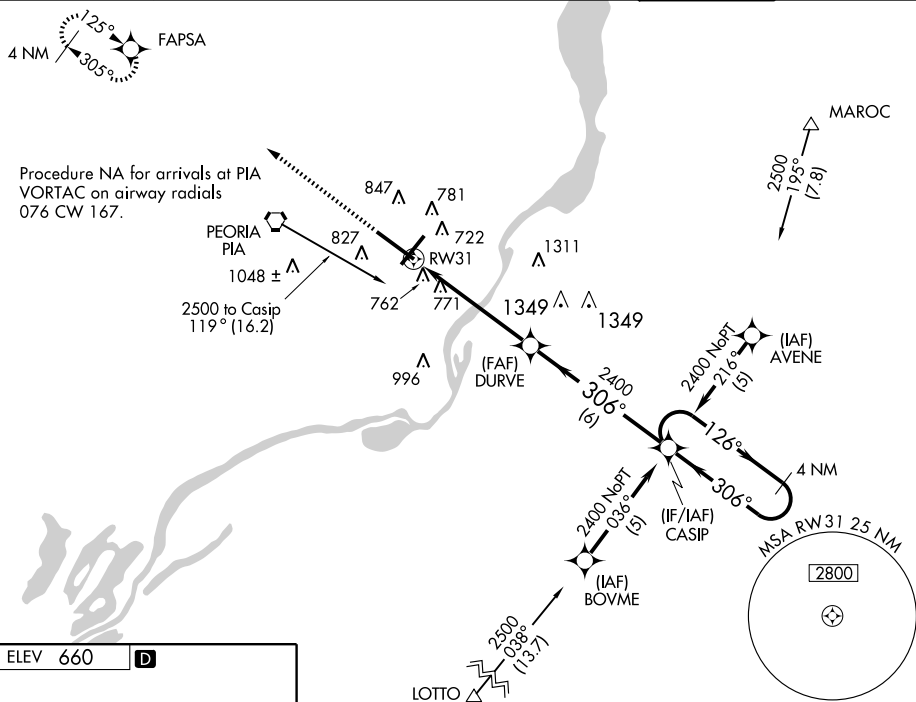 125°
4 NM
305°
FAPSA
MAROC
2500
195°
(7.8)
Procedure NA for arrivals at PIA
VORTAC on airway radials
076 CW 167.
847
781
722
PEORIA
PIA
827
RW31
1311
1048 ±
762
771
1349
1349
2500 to Casip
119° (16.2)
(FAF)
DURVE
996
2400 NoPT
216°
(5)
(IAF)
AVENE
2400
306°
(6)
126°
4 NM
306°
2400 NoPT
036°
(5)
(IF/IAF)
CASIP
MSA RW31 25 NM
2800
(IAF)
BOVME
2500
038°
(13.7)
LOTTO
ELEV 660 D